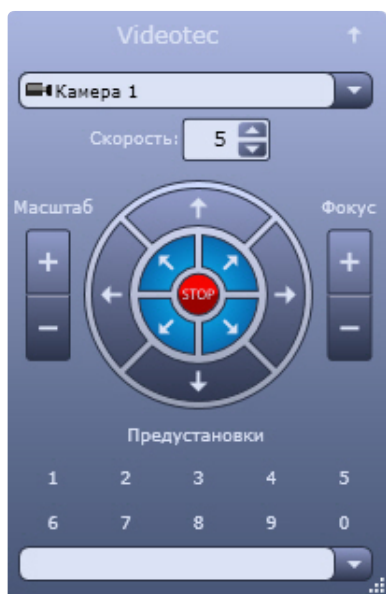 Videotec
Камера 1
Скорость: 5
Масштаб Фокус
STOP
Предустановки
1 2 3 4 5
6 7 8 9 0